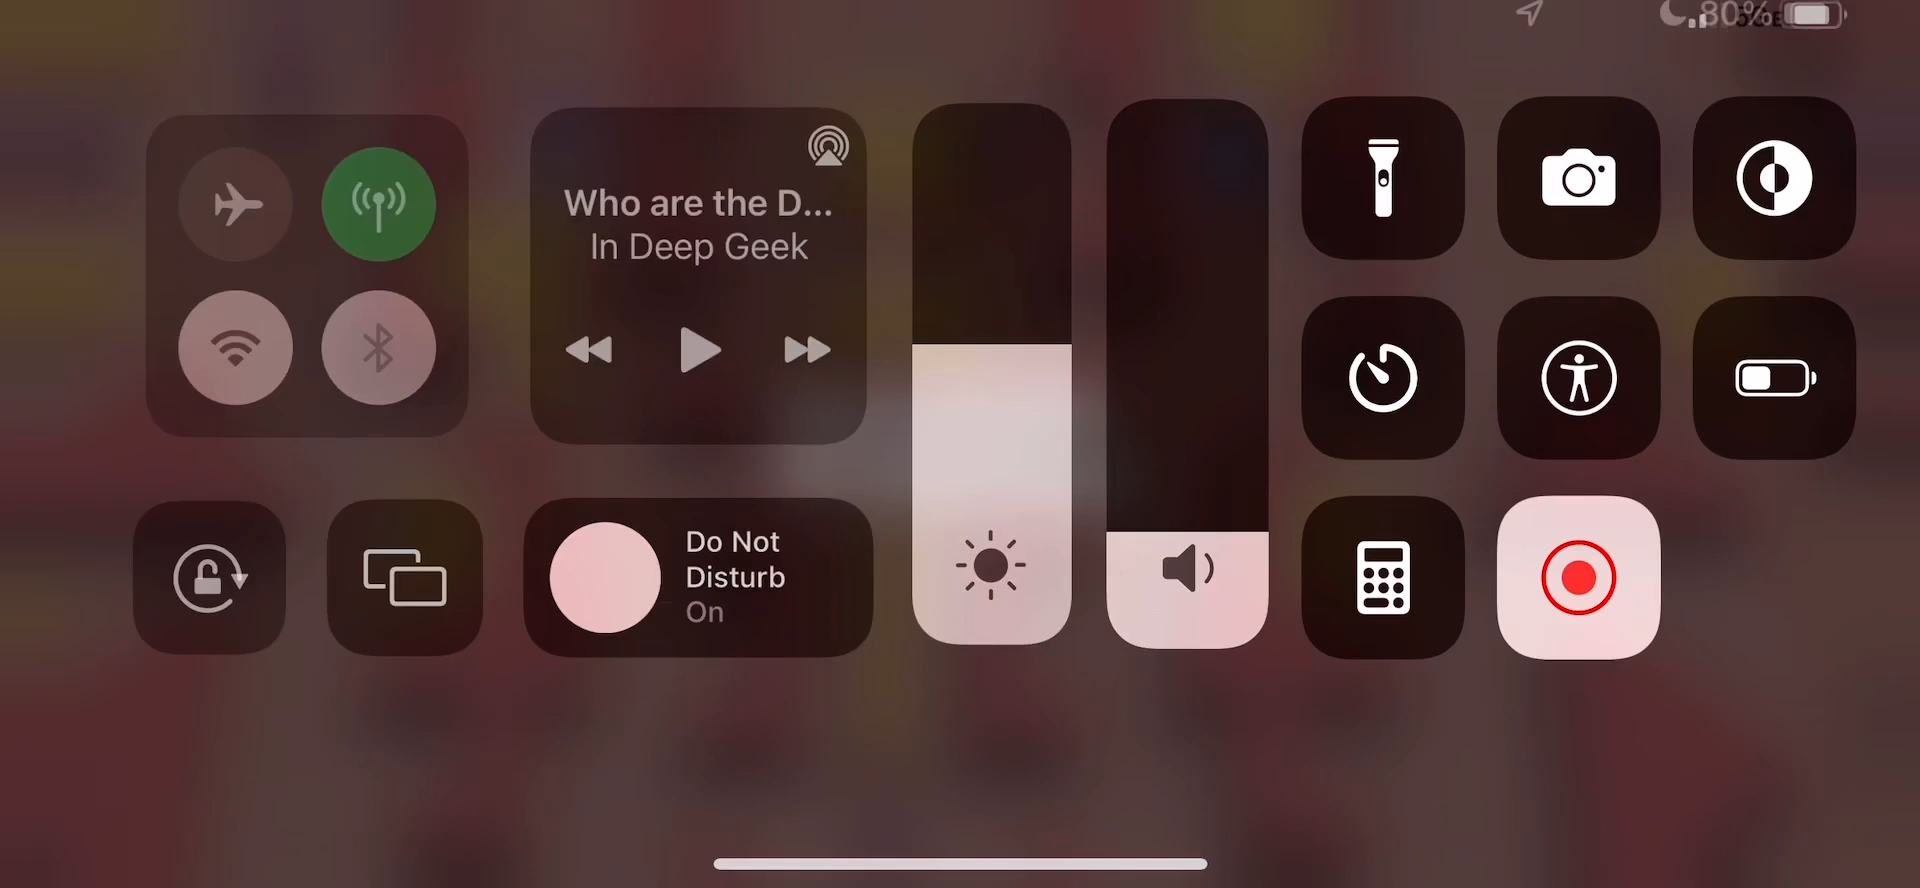 80%
Who are the D...
In Deep Geek
Do Not
Disturb
On